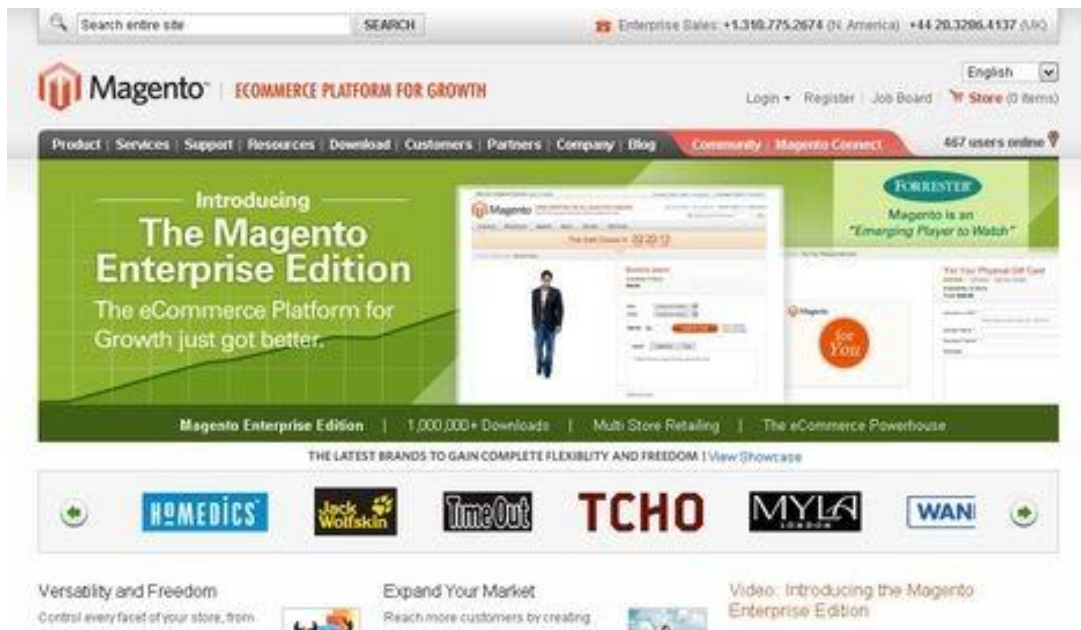 Search entire site
SEARCH
Enterprise Sales: +1.310.775.2674 (N. America) +44 20.3286.4137 (UK)
Magento™ | ECOMMERCE PLATFORM FOR GROWTH
English
Login | Register | Job Board | Store (0 items)
Product | Services | Support | Resources | Download | Customers | Partners | Company | Blog
Community | Magento Connect
467 users online
Introducing
The Magento
Enterprise Edition
The eCommerce Platform for
Growth just got better.
Magento
FORRESTER
Magento is an
"Emerging Player to Watch"
Magento
for
You
Magento Enterprise Edition | 1,000,000+ Downloads | Multi Store Retailing | The eCommerce Powerhouse
THE LATEST BRANDS TO GAIN COMPLETE FLEXIBLITY AND FREEDOM | View Showcase
HOMEDICS
Jack Wolfskin
TimeOut
TCHO
MYLA
LONDON
WAN
Versatility and Freedom
Control every facet of your store, from
Expand Your Market
Reach more customers by creating
Video: Introducing the Magento
Enterprise Edition